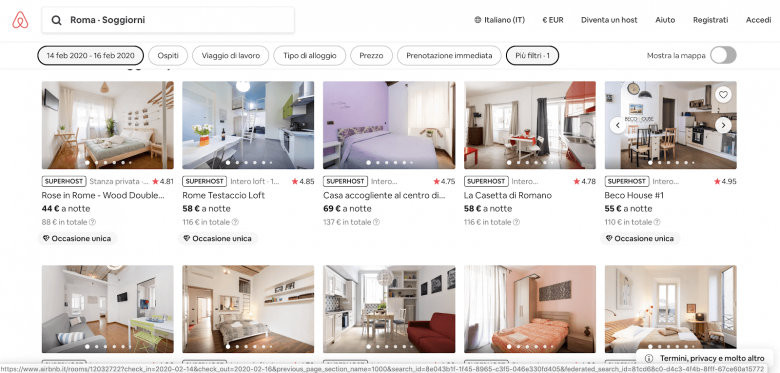 Roma · Soggiorni
Italiano (IT) € EUR Diventa un host Aiuto Registrati Accedi
14 feb 2020 - 16 feb 2020 Ospiti Viaggio di lavoro Tipo di alloggio Prezzo Prenotazione immediata Più filtri · 1 Mostra la mappa
BECO HOUSE
SUPERHOST Stanza privata · ... 4.81
Rose in Rome - Wood Double...
44 € a notte
88 € in totale
Occasione unica
SUPERHOST Intero loft · 1... 4.85
Rome Testaccio Loft
58 € a notte
116 € in totale
Occasione unica
SUPERHOST Intero... 4.75
Casa accogliente al centro di...
69 € a notte
137 € in totale
SUPERHOST Intero... 4.78
La Casetta di Romano
58 € a notte
116 € in totale
SUPERHOST Intero... 4.95
Beco House #1
55 € a notte
110 € in totale
Occasione unica
Termini, privacy e molto altro